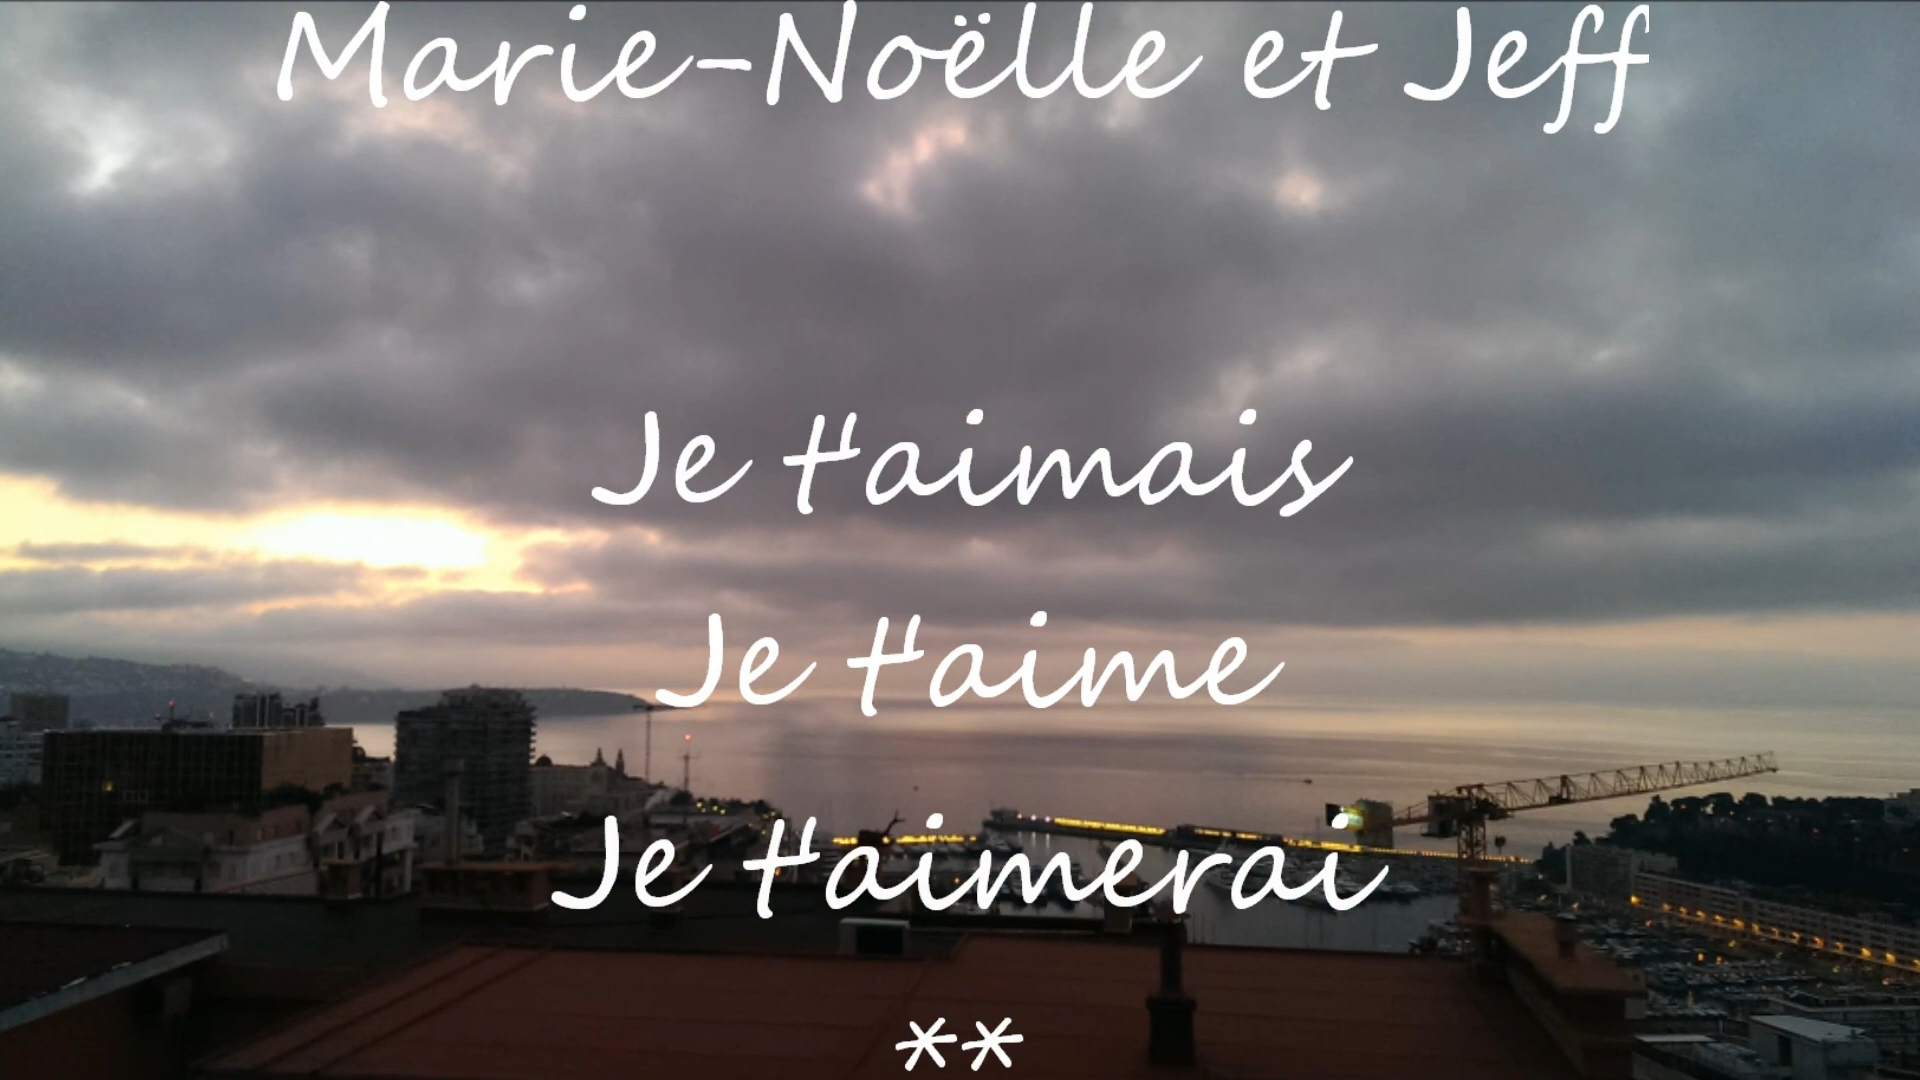 Marie-Noëlle et Jeff
Je t'aimais
Je t'aime
Je t'aimerai
**